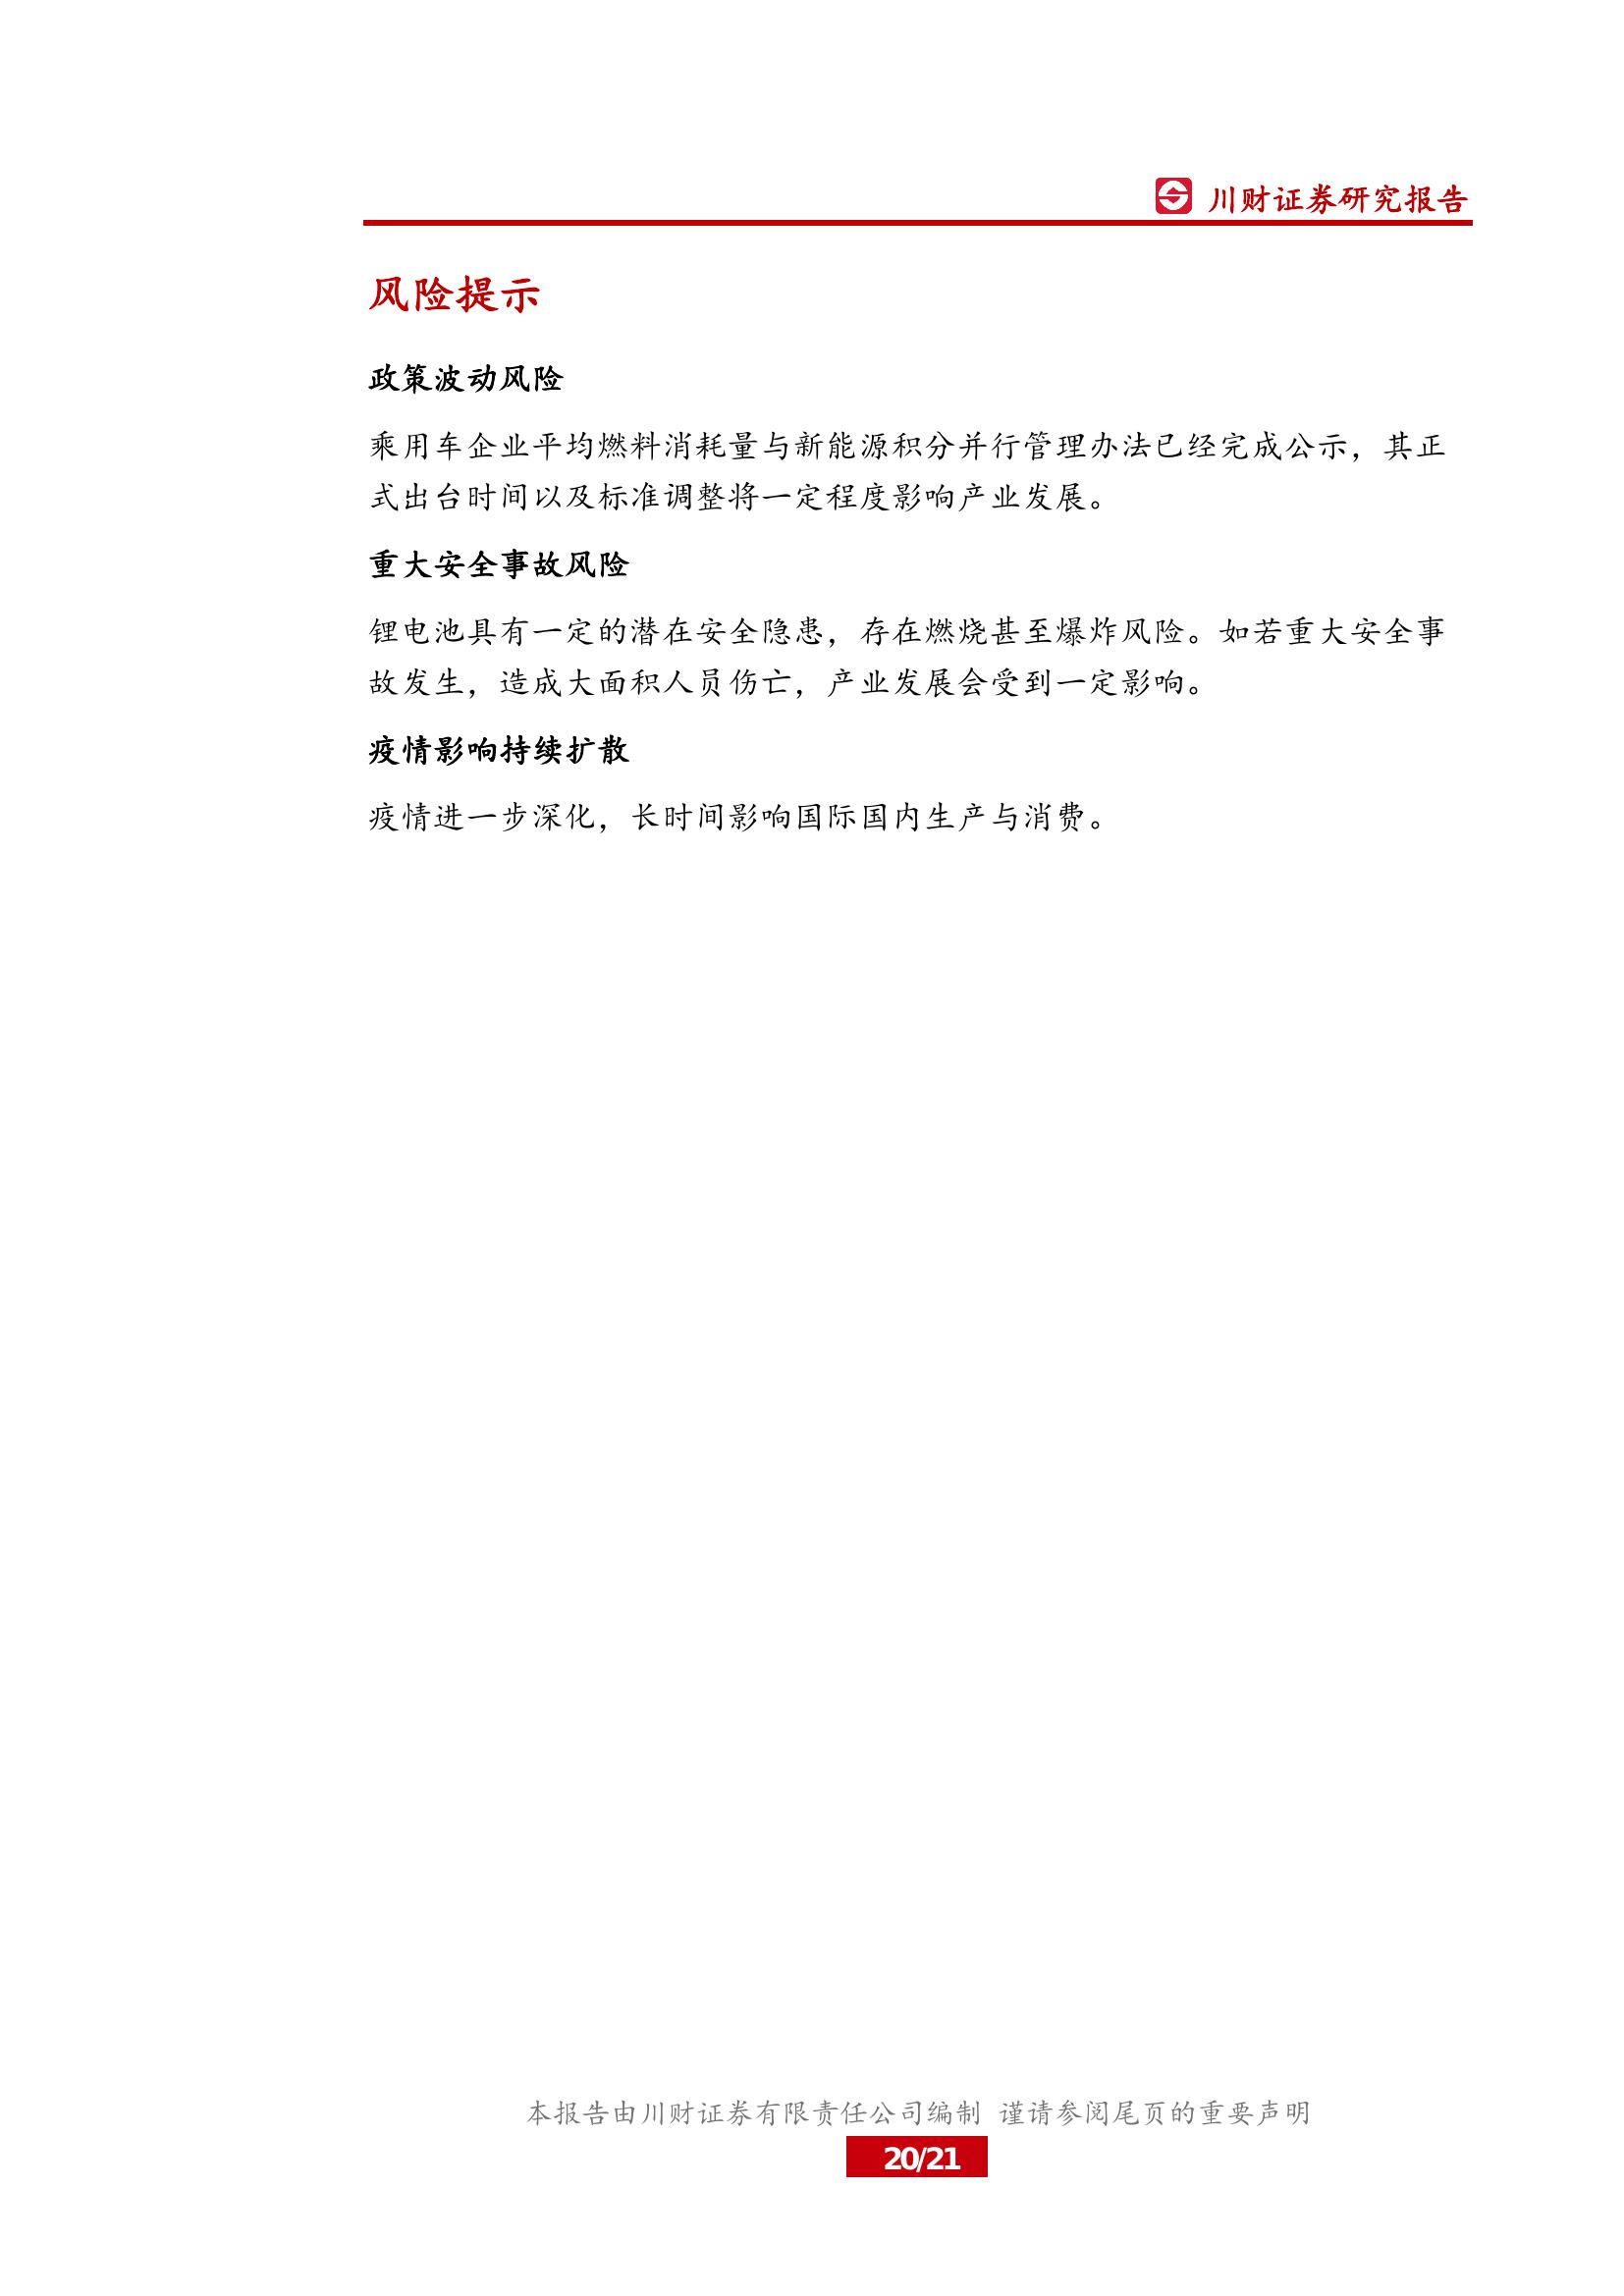 川财证券研究报告
风险提示
政策波动风险
乘用车企业平均燃料消耗量与新能源积分并行管理办法已经完成公示，其正
式出台时间以及标准调整将一定程度影响产业发展。
重大安全事故风险
锂电池具有一定的潜在安全隐患，存在燃烧甚至爆炸风险。如若重大安全事
故发生，造成大面积人员伤亡，产业发展会受到一定影响。
疫情影响持续扩散
疫情进一步深化，长时间影响国际国内生产与消费。
本报告由川财证券有限责任公司编制 谨请参阅尾页的重要声明
20/21